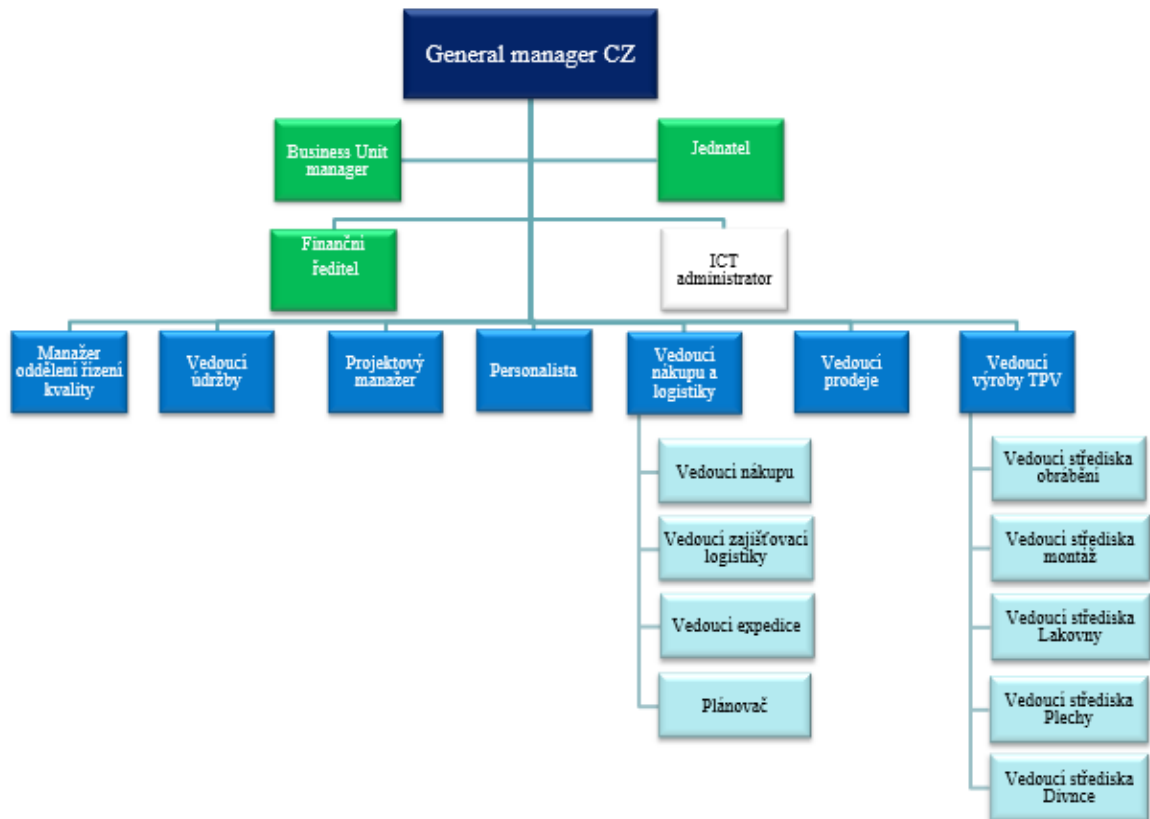 General manager CZ
Business Unit
manager
Jednatel
Finanční
ředitel
ICT
administrator
Manažer
oddělení řízení
kvality
Vedoucí
údržby
Projektový
manažer
Personalista
Vedoucí
nákupu a
logistiky
Vedoucí
prodeje
Vedoucí
výroby TPV
Vedoucí nákupu
Vedoucí zajišťovací
logistiky
Vedoucí expedice
Plánovač
Vedoucí střediska
obrábění
Vedoucí střediska
montáž
Vedoucí střediska
Lakovny
Vedoucí střediska
Plechy
Vedoucí střediska
Divnce